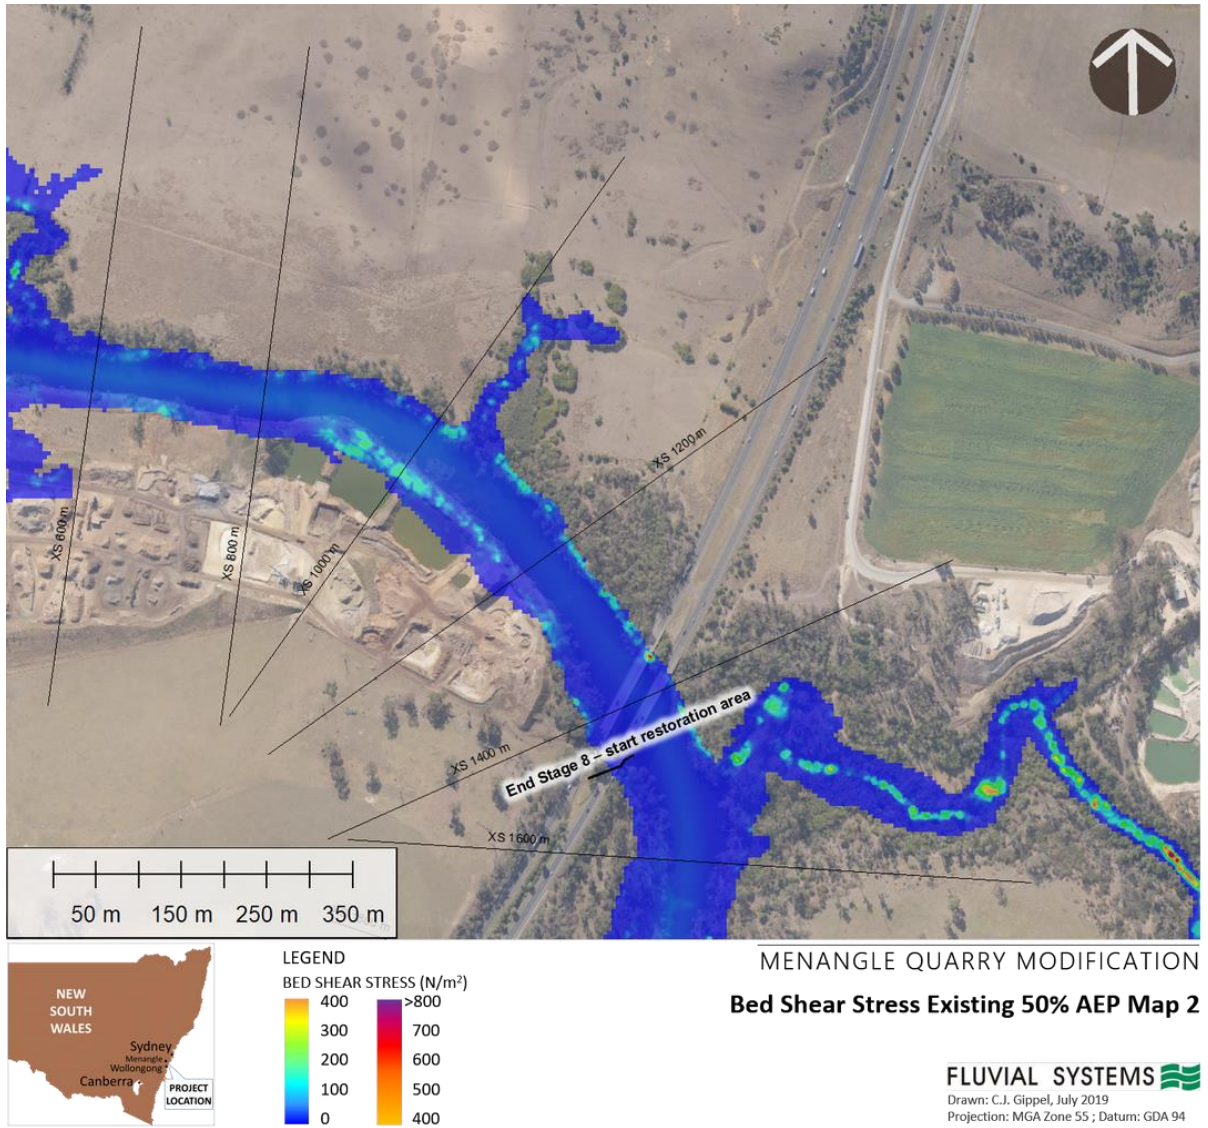 XS 1200 m
XS 600 m
XS 800 m
XS 1000 m
XS 1400 m
End Stage 8 – start restoration area
XS 1600 m
50 m 150 m 250 m 350 m
NEW
SOUTH
WALES
Sydney
Menangle
Wollongong
Canberra
PROJECT
LOCATION
LEGEND
BED SHEAR STRESS (N/m²)
400 >800
300 700
200 600
100 500
0 400
MENANGLE QUARRY MODIFICATION
Bed Shear Stress Existing 50% AEP Map 2
FLUVIAL SYSTEMS
Drawn: C.J. Gippel, July 2019
Projection: MGA Zone 55 ; Datum: GDA 94